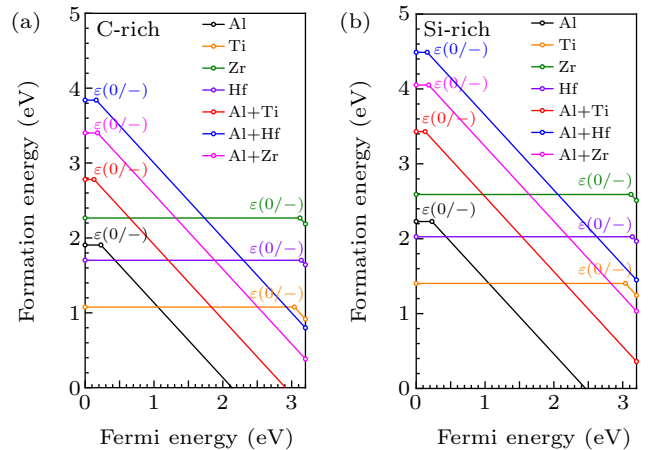 (a)
C-rich
Al
Ti
Zr
Hf
Al+Ti
Al+Hf
Al+Zr
ε(0/−)
ε(0/−)
ε(0/−)
ε(0/−)
ε(0/−)
ε(0/−)
ε(0/−)
5
4
3
2
1
0
0
1
2
3
Formation energy (eV)
Fermi energy (eV)
(b)
Si-rich
Al
Ti
Zr
Hf
Al+Ti
Al+Hf
Al+Zr
ε(0/−)
ε(0/−)
ε(0/−)
ε(0/−)
ε(0/−)
ε(0/−)
ε(0/−)
5
4
3
2
1
0
0
1
2
3
Formation energy (eV)
Fermi energy (eV)